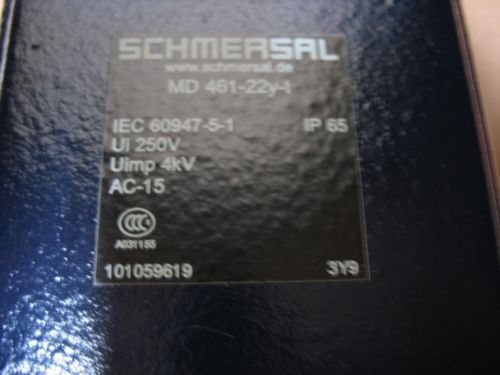 SCHMERSAL
www.schmersal.de
MD 461-22y-t
IEC 60947-5-1 IP 65
Ui 250V
Uimp 4kV
AC-15
CCC
A031155
101059619 3Y9